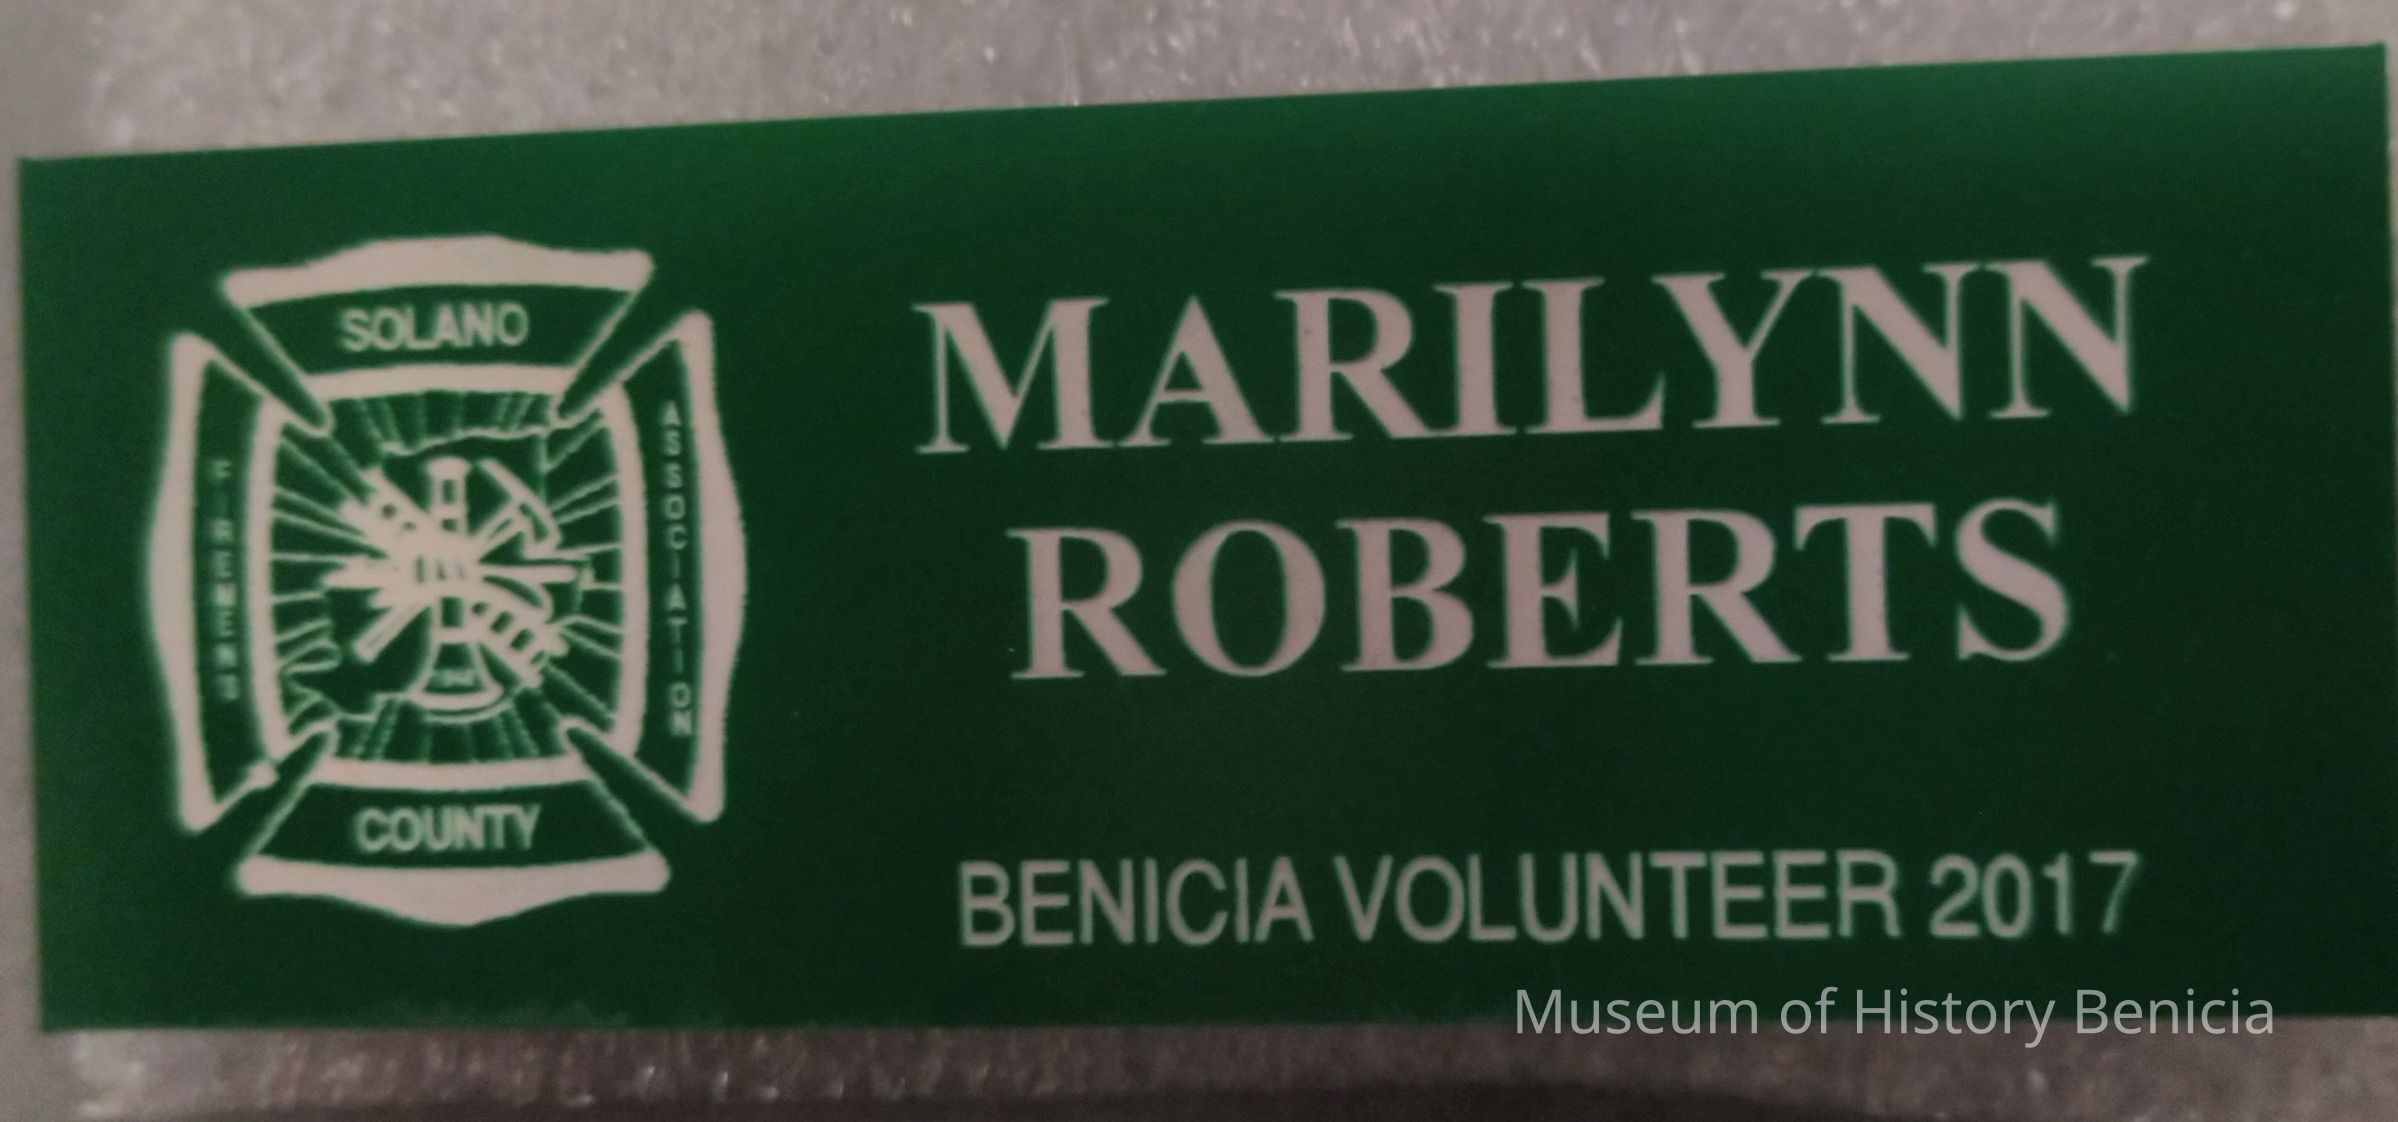 SOLANO
FIREMENS
ASSOCIATION
COUNTY
MARILYNN
ROBERTS
BENICIA VOLUNTEER 2017
Museum of History Benicia